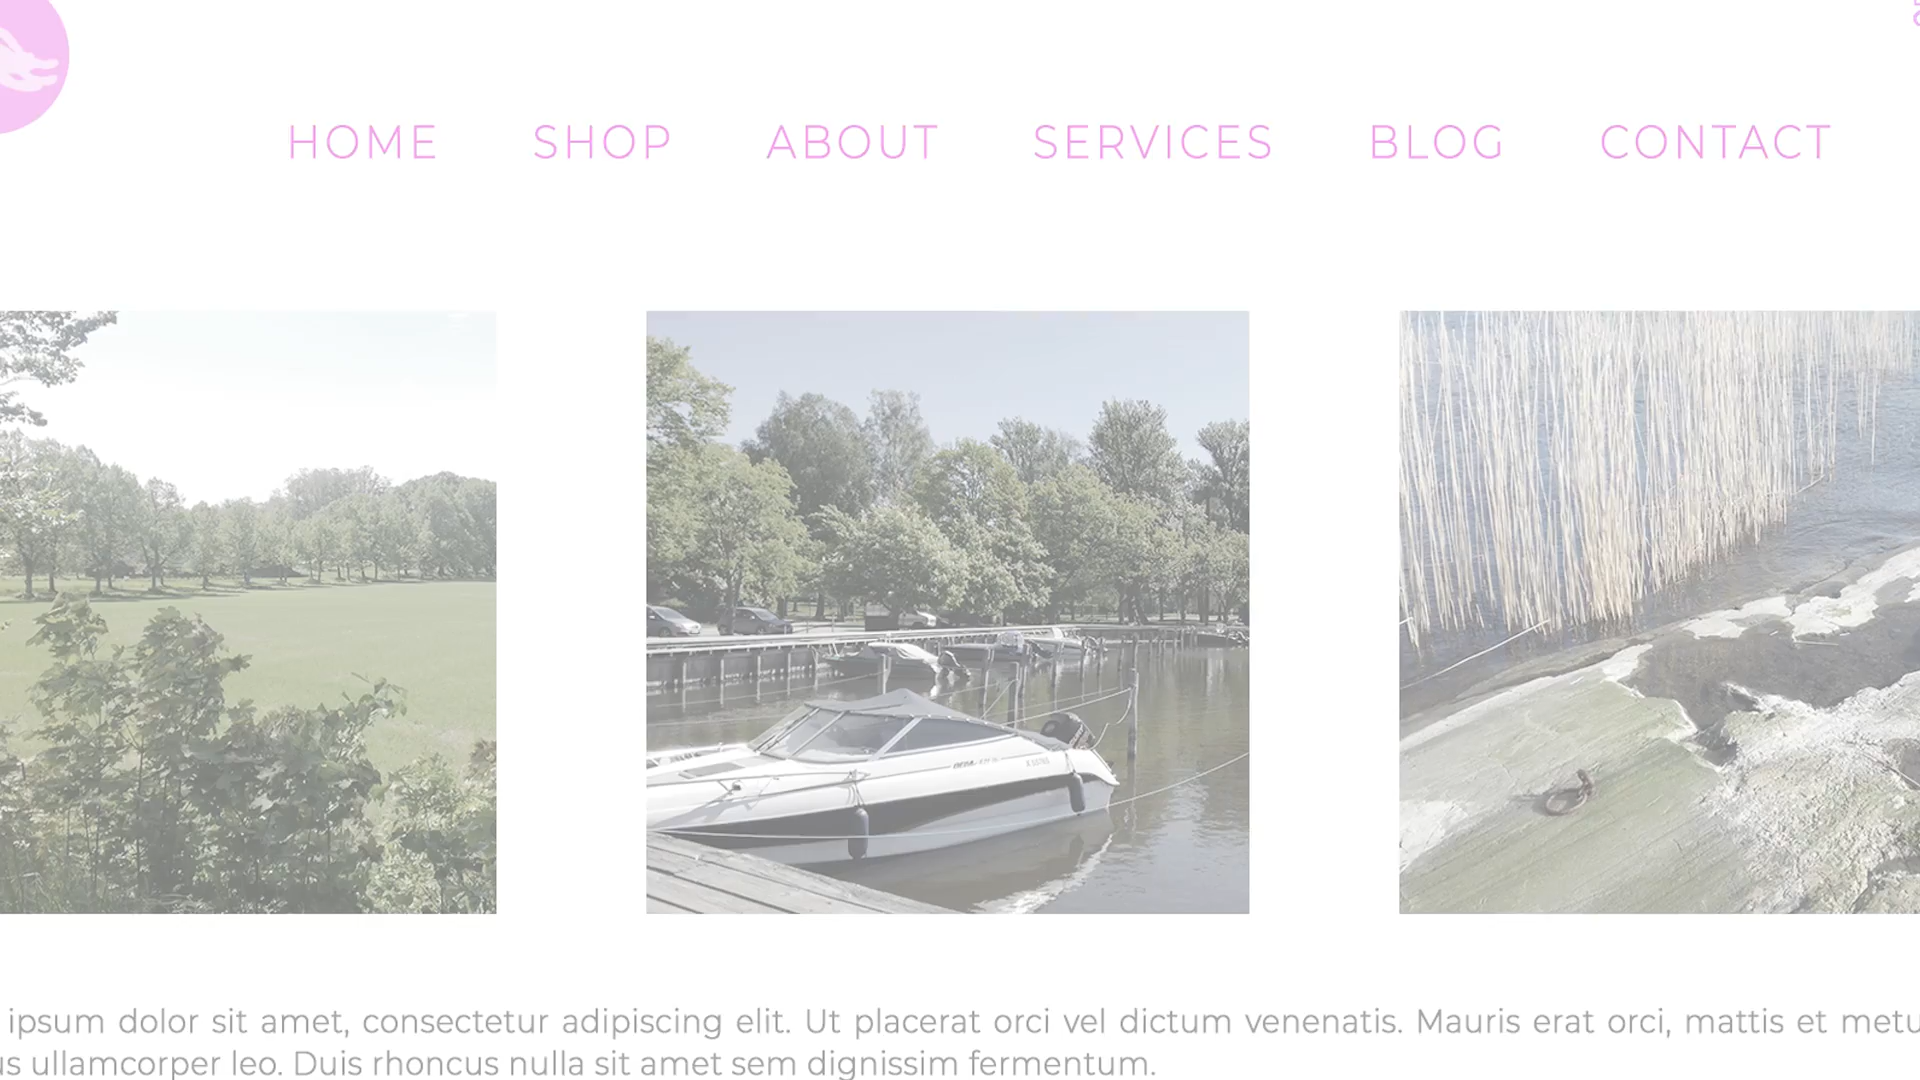 HOME SHOP ABOUT SERVICES BLOG CONTACT
ipsum dolor sit amet, consectetur adipiscing elit. Ut placerat orci vel dictum venenatis. Mauris erat orci, mattis et
ullamcorper leo. Duis rhoncus nulla sit amet sem dignissim fermentum.